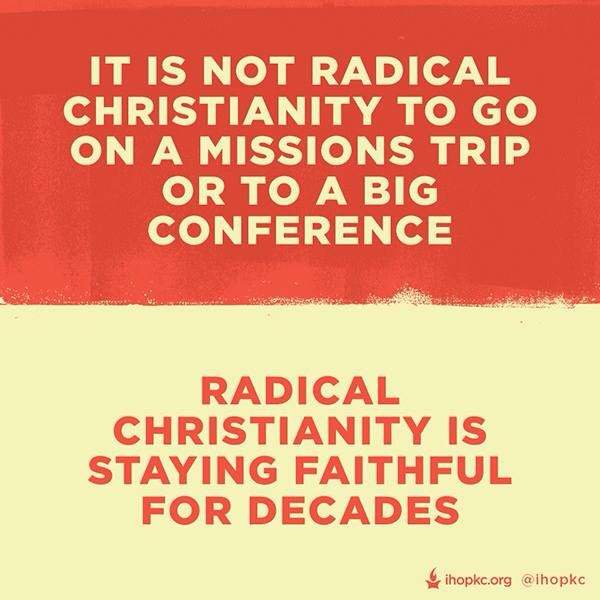 IT IS NOT RADICAL
CHRISTIANITY TO GO
ON A MISSIONS TRIP
OR TO A BIG
CONFERENCE
RADICAL
CHRISTIANITY IS
STAYING FAITHFUL
FOR DECADES
ihopkc.org @ihopkc